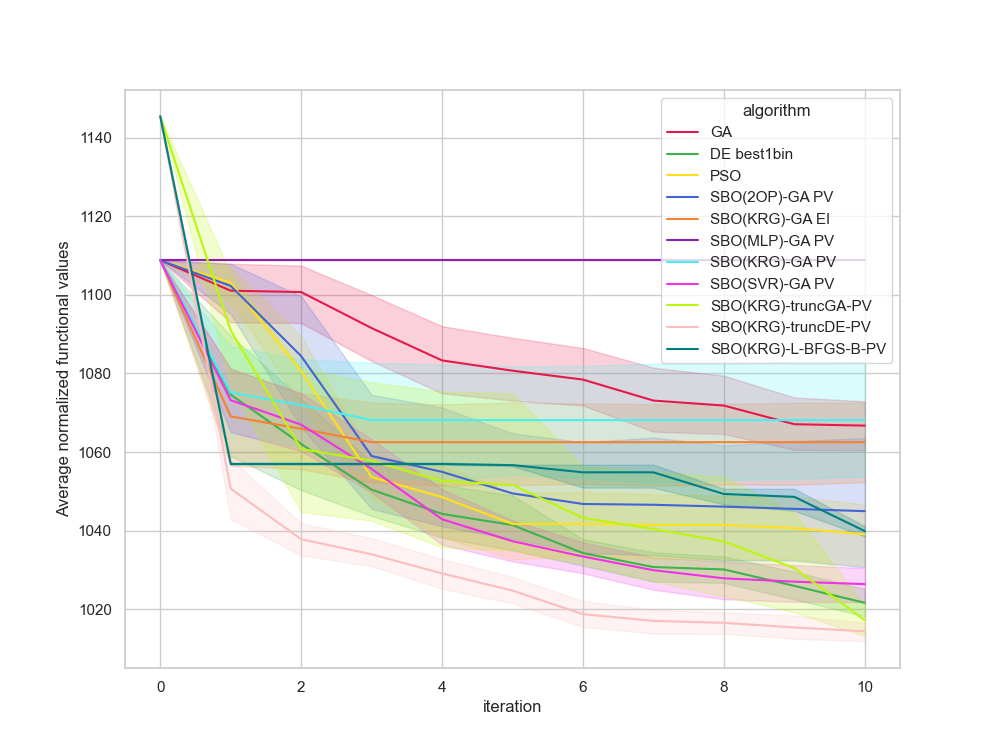 algorithm
GA
DE best1bin
PSO
SBO(2OP)-GA PV
SBO(KRG)-GA EI
SBO(MLP)-GA PV
SBO(KRG)-GA PV
SBO(SVR)-GA PV
SBO(KRG)-truncGA-PV
SBO(KRG)-truncDE-PV
SBO(KRG)-L-BFGS-B-PV
Average normalized functional values
1140
1120
1100
1080
1060
1040
1020
0 2 4 6 8 10
iteration